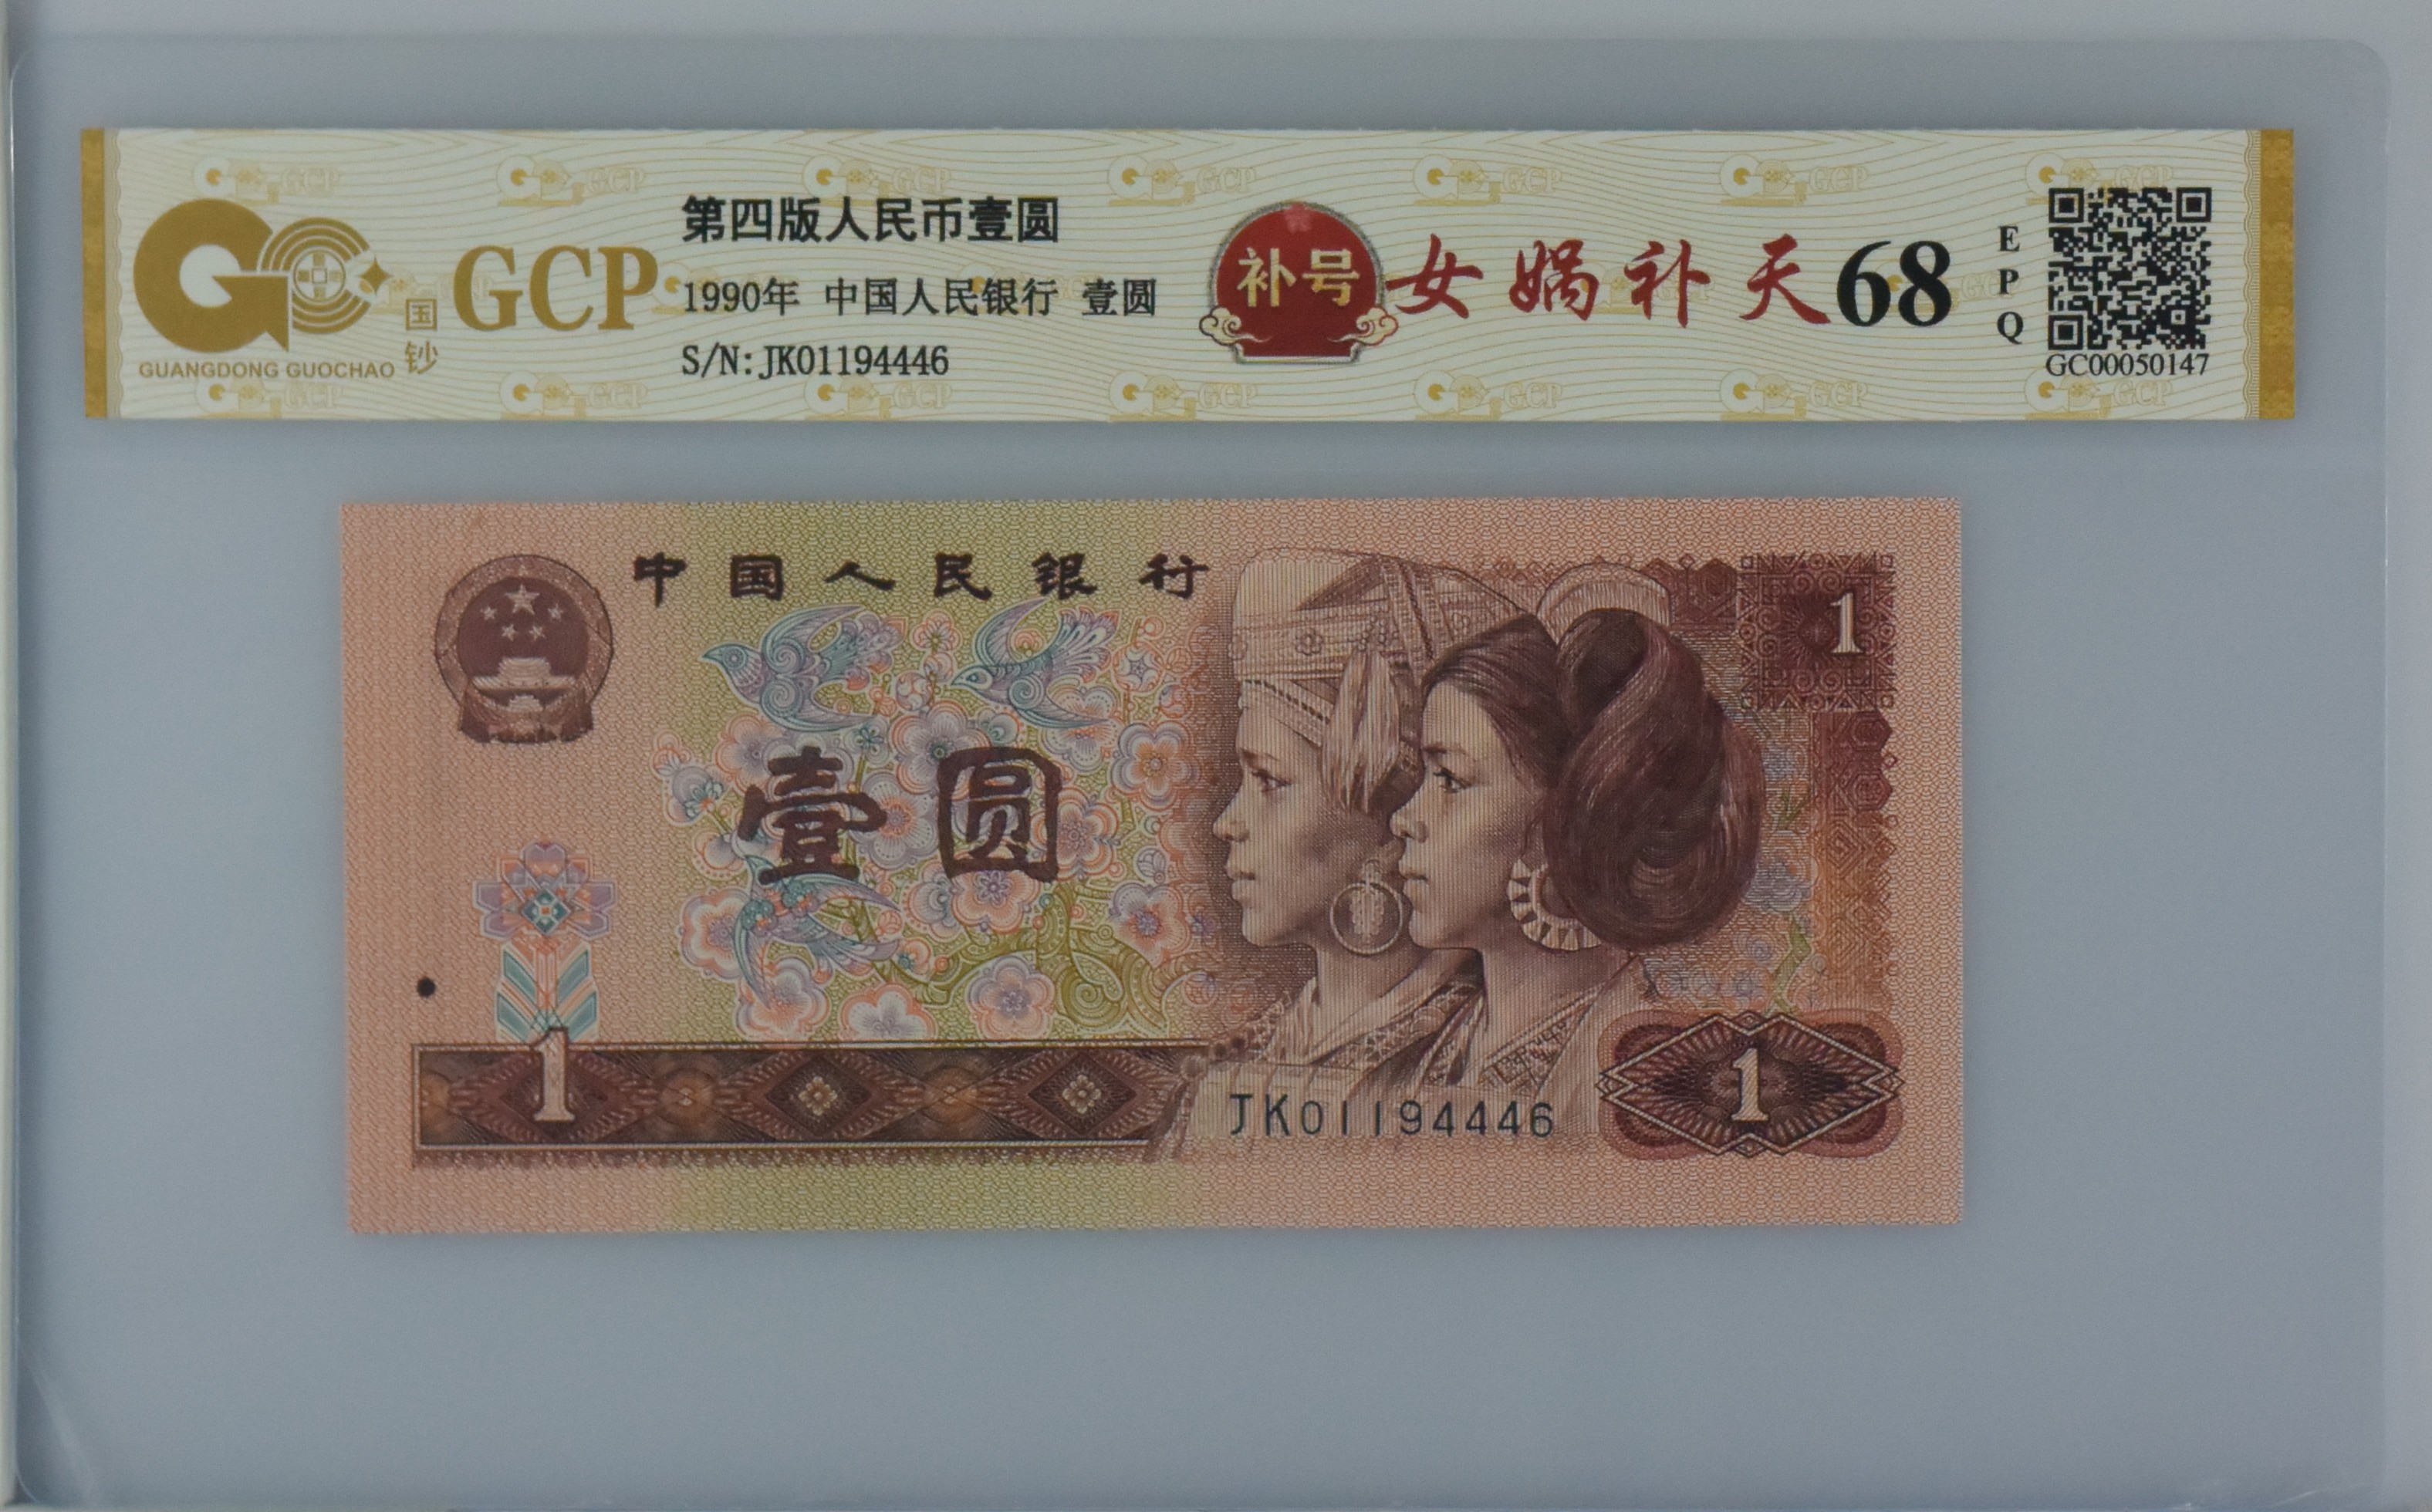 GCP
国钞
GUANGDONG GUOCHAO
第四版人民币壹圆
1990年 中国人民银行 壹圆
S/N:JK01194446
补号
女娲补天
68
EPQ
GC00050147
中国人民银行
1
壹圆
1
JK01194446
1